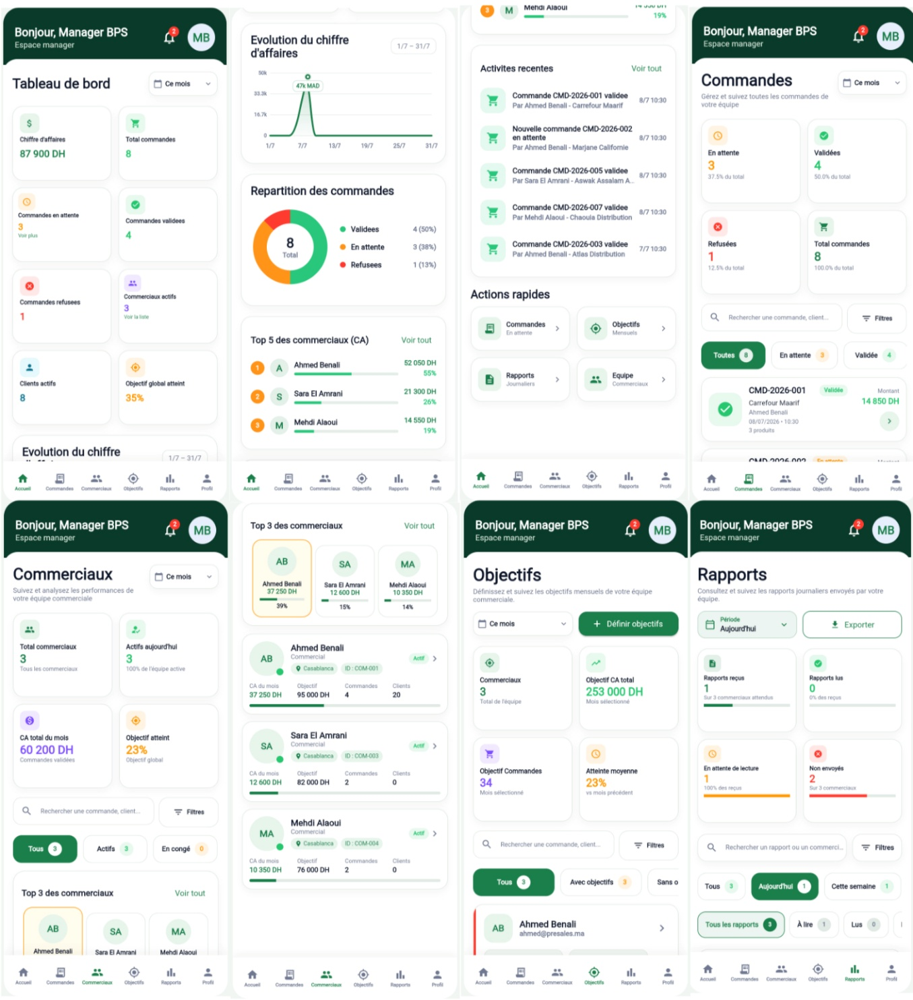 Bonjour, Manager BPS
Espace manager
2
MB
Tableau de bord
Ce mois
Chiffre d'affaires
87 900 DH
Total commandes
8
Commandes en attente
3
Voir plus
Commandes validees
4
Commandes refusees
1
Commerciaux actifs
3
Voir la liste
Clients actifs
8
Objectif global atteint
35%
Evolution du chiffre
1/7 – 31/7
Accueil
Commandes
Commerciaux
Objectifs
Rapports
Profil
Evolution du chiffre
d'affaires
1/7 – 31/7
50k
33.3k
16.7k
0
47k MAD
1/7
7/7
13/7
19/7
25/7
31/7
Repartition des commandes
8
Total
Validees
4 (50%)
En attente
3 (38%)
Refusees
1 (13%)
Top 5 des commerciaux (CA)
Voir tout
1
A
Ahmed Benali
52 050 DH
55%
2
S
Sara El Amrani
21 300 DH
26%
3
M
Mehdi Alaoui
14 550 DH
19%
Accueil
Commandes
Commerciaux
Objectifs
Rapports
Profil
3
M
Mehdi Alaoui
14 550 DH
19%
Activites recentes
Voir tout
Commande CMD-2026-001 validee
Par Ahmed Benali - Carrefour Maarif
8/7 10:30
Nouvelle commande CMD-2026-002
en attente
Par Ahmed Benali - Marjane Californie
8/7 10:30
Commande CMD-2026-005 validee
Par Sara El Amrani - Aswak Assalam A...
8/7 10:30
Commande CMD-2026-007 validee
Par Mehdi Alaoui - Chaouia Distribution
8/7 10:30
Commande CMD-2026-003 validee
Par Ahmed Benali - Atlas Distribution
7/7 10:30
Actions rapides
Commandes
En attente
Objectifs
Mensuels
Rapports
Journaliers
Equipe
Commerciaux
Accueil
Commandes
Commerciaux
Objectifs
Rapports
Profil
Bonjour, Manager BPS
Espace manager
2
MB
Commandes
Gérez et suivez toutes les commandes de
votre équipe
Ce mois
En attente
3
37.5% du total
Validées
4
50.0% du total
Refusées
1
12.5% du total
Total commandes
8
100.0% du total
Rechercher une commande, client...
Filtres
Toutes 8
En attente 3
Validée 4
CMD-2026-001
Validée
Carrefour Maarif
Ahmed Benali
08/07/2026 • 10:30
3 produits
Montant
14 850 DH
CMD-2026-002
En attente
Montant
Accueil
Commandes
Commerciaux
Objectifs
Rapports
Profil
Bonjour, Manager BPS
Espace manager
2
MB
Commerciaux
Suivez et analysez les performances de
votre équipe commerciale
Ce mois
Total commerciaux
3
Tous les commerciaux
Actifs aujourd'hui
3
100% de l'équipe active
CA total du mois
60 200 DH
Commandes validées
Objectif atteint
23%
Objectif global
Rechercher une commande, client...
Filtres
Tous 3
Actifs 3
En congé 0
Top 3 des commerciaux
Voir tout
AB
Ahmed Benali
SA
Sara El Amrani
MA
Mehdi Alaoui
Accueil
Commandes
Commerciaux
Objectifs
Rapports
Profil
Top 3 des commerciaux
Voir tout
AB
Ahmed Benali
37 250 DH
39%
SA
Sara El Amrani
12 600 DH
15%
MA
Mehdi Alaoui
10 350 DH
14%
AB
Ahmed Benali
Commercial
Casablanca
ID : COM-001
Actif
CA du mois
37 250 DH
Objectif
95 000 DH
Commandes
4
Clients
20
SA
Sara El Amrani
Commercial
Casablanca
ID : COM-003
Actif
CA du mois
12 600 DH
Objectif
82 000 DH
Commandes
2
Clients
0
MA
Mehdi Alaoui
Commercial
Casablanca
ID : COM-004
Actif
CA du mois
10 350 DH
Objectif
76 000 DH
Commandes
2
Clients
0
Accueil
Commandes
Commerciaux
Objectifs
Rapports
Profil
Bonjour, Manager BPS
Espace manager
2
MB
Objectifs
Définissez et suivez les objectifs mensuels de votre équipe
commerciale.
Ce mois
+ Définir objectifs
Commerciaux
3
Total de l'équipe
Objectif CA total
253 000 DH
Mois sélectionné
Objectif Commandes
34
Mois sélectionné
Atteinte moyenne
23%
vs mois précédent
Rechercher une commande, client...
Filtres
Tous 3
Avec objectifs 3
Sans o
AB
Ahmed Benali
ahmed@presales.ma
Accueil
Commandes
Commerciaux
Objectifs
Rapports
Profil
Bonjour, Manager BPS
Espace manager
2
MB
Rapports
Consultez et suivez les rapports journaliers envoyés par votre
équipe.
Période
Aujourd'hui
Exporter
Rapports reçus
1
Sur 3 commerciaux attendus
Rapports lus
0
0% des reçus
En attente de lecture
1
100% des reçus
Non envoyés
2
Sur 3 commerciaux
Rechercher un rapport ou un commerci...
Filtres
Tous 3
Aujourd'hui 1
Cette semaine 1
Tous les rapports 3
À lire 1
Lus 0
Accueil
Commandes
Commerciaux
Objectifs
Rapports
Profil